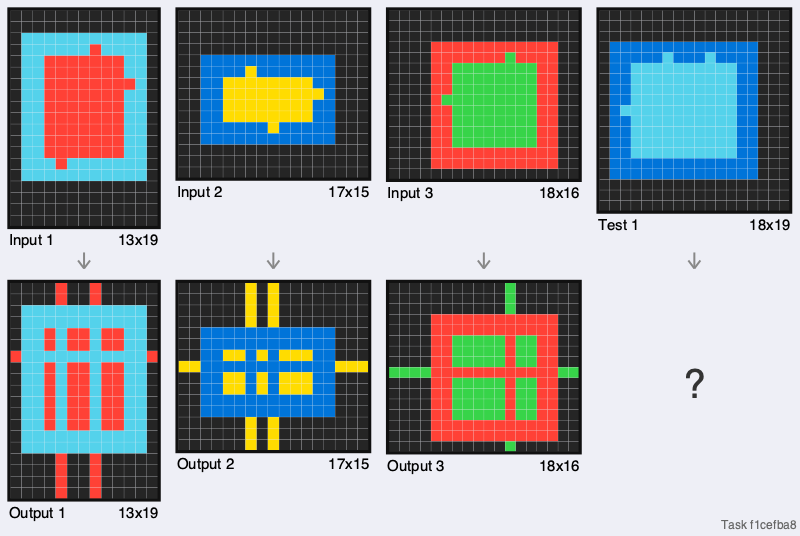 Input 1 13x19
Input 2 17x15
Input 3 18x16
Test 1 18x19
Output 1 13x19
Output 2 17x15
Output 3 18x16
?
Task f1cefba8